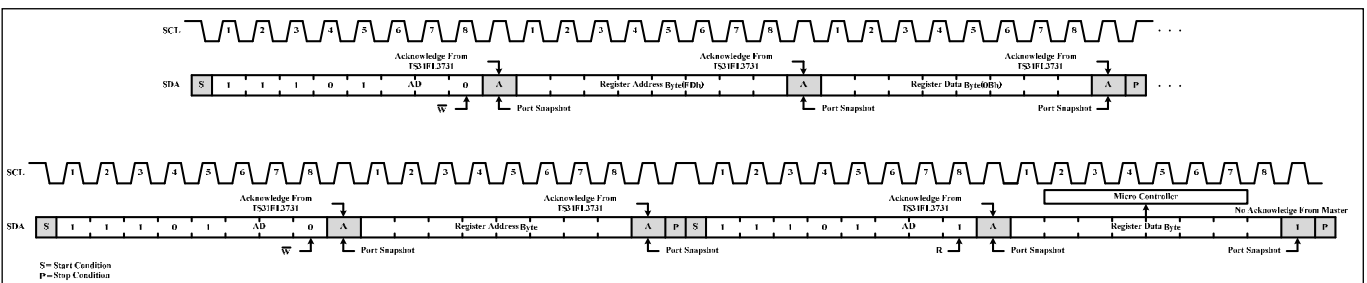 SCL 1 2 3 4 5 6 7 8 1 2 3 4 5 6 7 8 1 2 3 4 5 6 7 8 . . .
Acknowledge From IS31FL3731 Acknowledge From IS31FL3731 Acknowledge From IS31FL3731
SDA S 1 1 1 0 1 AD 0 A Register Address Byte(FDh) A Register Data Byte(0Bh) A P . . .
W Port Snapshot Port Snapshot Port Snapshot
SCL 1 2 3 4 5 6 7 8 1 2 3 4 5 6 7 8 1 2 3 4 5 6 7 8 1 2 3 4 5 6 7 8
Acknowledge From IS31FL3731 Acknowledge From IS31FL3731 Acknowledge From IS31FL3731 Micro Controller No Acknowledge From Master
SDA S 1 1 1 0 1 AD 0 A Register Address Byte A P S 1 1 1 0 1 AD 1 A Register Data Byte 1 P
W Port Snapshot Port Snapshot R Port Snapshot Port Snapshot
S= Start Condition
P=Stop Condition